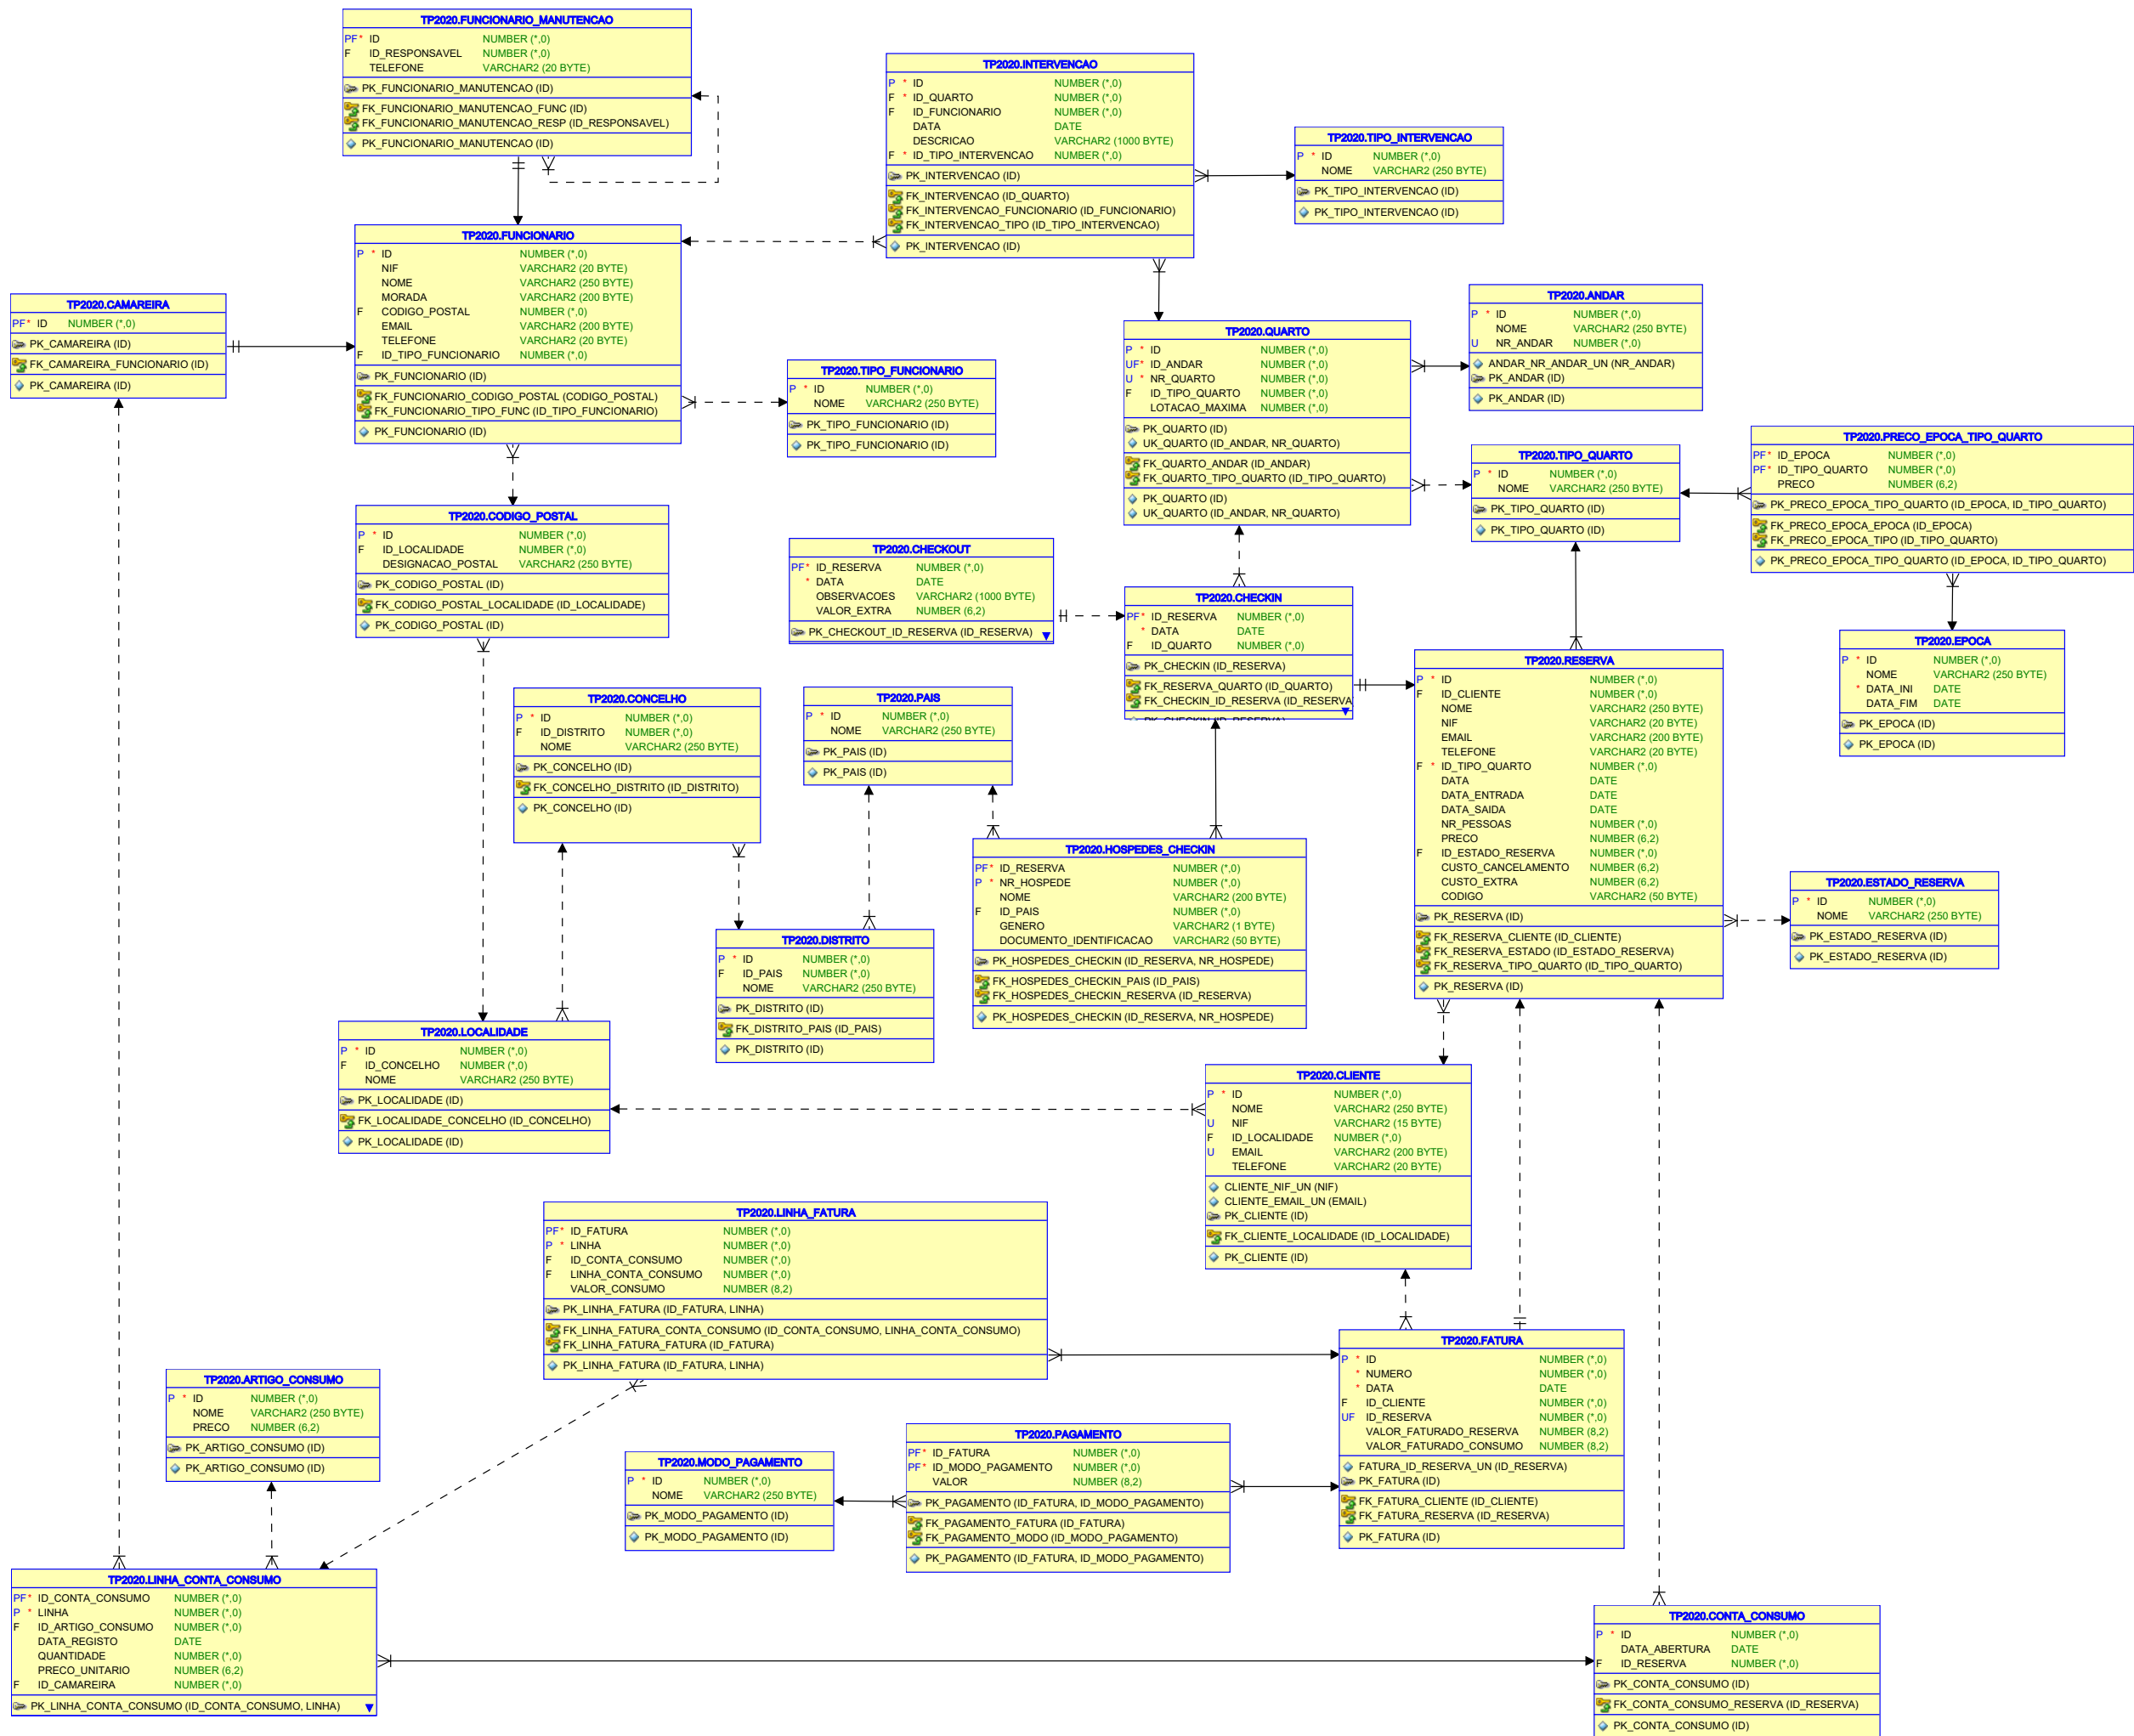 TP2020.FUNCIONARIO_MANUTENCAO
PF* ID NUMBER (*,0)
F ID_RESPONSAVEL NUMBER (*,0)
TELEFONE VARCHAR2 (20 BYTE)
PK_FUNCIONARIO_MANUTENCAO (ID)
FK_FUNCIONARIO_MANUTENCAO_FUNC (ID)
FK_FUNCIONARIO_MANUTENCAO_RESP (ID_RESPONSAVEL)
PK_FUNCIONARIO_MANUTENCAO (ID)
TP2020.INTERVENCAO
P * ID NUMBER (*,0)
F * ID_QUARTO NUMBER (*,0)
F ID_FUNCIONARIO NUMBER (*,0)
DATA DATE
DESCRICAO VARCHAR2 (1000 BYTE)
F * ID_TIPO_INTERVENCAO NUMBER (*,0)
PK_INTERVENCAO (ID)
FK_INTERVENCAO (ID_QUARTO)
FK_INTERVENCAO_FUNCIONARIO (ID_FUNCIONARIO)
FK_INTERVENCAO_TIPO (ID_TIPO_INTERVENCAO)
PK_INTERVENCAO (ID)
TP2020.TIPO_INTERVENCAO
P * ID NUMBER (*,0)
NOME VARCHAR2 (250 BYTE)
PK_TIPO_INTERVENCAO (ID)
PK_TIPO_INTERVENCAO (ID)
TP2020.FUNCIONARIO
P * ID NUMBER (*,0)
NIF VARCHAR2 (20 BYTE)
NOME VARCHAR2 (250 BYTE)
MORADA VARCHAR2 (200 BYTE)
F CODIGO_POSTAL NUMBER (*,0)
EMAIL VARCHAR2 (200 BYTE)
TELEFONE VARCHAR2 (20 BYTE)
F ID_TIPO_FUNCIONARIO NUMBER (*,0)
PK_FUNCIONARIO (ID)
FK_FUNCIONARIO_CODIGO_POSTAL (CODIGO_POSTAL)
FK_FUNCIONARIO_TIPO_FUNC (ID_TIPO_FUNCIONARIO)
PK_FUNCIONARIO (ID)
TP2020.CAMAREIRA
PF* ID NUMBER (*,0)
PK_CAMAREIRA (ID)
FK_CAMAREIRA_FUNCIONARIO (ID)
PK_CAMAREIRA (ID)
TP2020.TIPO_FUNCIONARIO
P * ID NUMBER (*,0)
NOME VARCHAR2 (250 BYTE)
PK_TIPO_FUNCIONARIO (ID)
PK_TIPO_FUNCIONARIO (ID)
TP2020.QUARTO
P * ID NUMBER (*,0)
UF* ID_ANDAR NUMBER (*,0)
U * NR_QUARTO NUMBER (*,0)
F ID_TIPO_QUARTO NUMBER (*,0)
LOTACAO_MAXIMA NUMBER (*,0)
PK_QUARTO (ID)
UK_QUARTO (ID_ANDAR, NR_QUARTO)
FK_QUARTO_ANDAR (ID_ANDAR)
FK_QUARTO_TIPO_QUARTO (ID_TIPO_QUARTO)
PK_QUARTO (ID)
UK_QUARTO (ID_ANDAR, NR_QUARTO)
TP2020.ANDAR
P * ID NUMBER (*,0)
NOME VARCHAR2 (250 BYTE)
U NR_ANDAR NUMBER (*,0)
ANDAR_NR_ANDAR_UN (NR_ANDAR)
PK_ANDAR (ID)
PK_ANDAR (ID)
TP2020.TIPO_QUARTO
P * ID NUMBER (*,0)
NOME VARCHAR2 (250 BYTE)
PK_TIPO_QUARTO (ID)
PK_TIPO_QUARTO (ID)
TP2020.PRECO_EPOCA_TIPO_QUARTO
PF* ID_EPOCA NUMBER (*,0)
PF* ID_TIPO_QUARTO NUMBER (*,0)
PRECO NUMBER (6,2)
PK_PRECO_EPOCA_TIPO_QUARTO (ID_EPOCA, ID_TIPO_QUARTO)
FK_PRECO_EPOCA_EPOCA (ID_EPOCA)
FK_PRECO_EPOCA_TIPO (ID_TIPO_QUARTO)
PK_PRECO_EPOCA_TIPO_QUARTO (ID_EPOCA, ID_TIPO_QUARTO)
TP2020.CODIGO_POSTAL
P * ID NUMBER (*,0)
F ID_LOCALIDADE NUMBER (*,0)
DESIGNACAO_POSTAL VARCHAR2 (250 BYTE)
PK_CODIGO_POSTAL (ID)
FK_CODIGO_POSTAL_LOCALIDADE (ID_LOCALIDADE)
PK_CODIGO_POSTAL (ID)
TP2020.CHECKOUT
PF* ID_RESERVA NUMBER (*,0)
* DATA DATE
OBSERVACOES VARCHAR2 (1000 BYTE)
VALOR_EXTRA NUMBER (6,2)
PK_CHECKOUT_ID_RESERVA (ID_RESERVA)
TP2020.CHECKIN
PF* ID_RESERVA NUMBER (*,0)
* DATA DATE
F ID_QUARTO NUMBER (*,0)
PK_CHECKIN (ID_RESERVA)
FK_RESERVA_QUARTO (ID_QUARTO)
FK_CHECKIN_ID_RESERVA (ID_RESERVA
PK_CHECKIN (ID_RESERVA)
TP2020.EPOCA
P * ID NUMBER (*,0)
NOME VARCHAR2 (250 BYTE)
* DATA_INI DATE
DATA_FIM DATE
PK_EPOCA (ID)
PK_EPOCA (ID)
TP2020.RESERVA
P * ID NUMBER (*,0)
F ID_CLIENTE NUMBER (*,0)
NOME VARCHAR2 (250 BYTE)
NIF VARCHAR2 (20 BYTE)
EMAIL VARCHAR2 (200 BYTE)
TELEFONE VARCHAR2 (20 BYTE)
F * ID_TIPO_QUARTO NUMBER (*,0)
DATA DATE
DATA_ENTRADA DATE
DATA_SAIDA DATE
NR_PESSOAS NUMBER (*,0)
PRECO NUMBER (6,2)
F ID_ESTADO_RESERVA NUMBER (*,0)
CUSTO_CANCELAMENTO NUMBER (6,2)
CUSTO_EXTRA NUMBER (6,2)
CODIGO VARCHAR2 (50 BYTE)
PK_RESERVA (ID)
FK_RESERVA_CLIENTE (ID_CLIENTE)
FK_RESERVA_ESTADO (ID_ESTADO_RESERVA)
FK_RESERVA_TIPO_QUARTO (ID_TIPO_QUARTO)
PK_RESERVA (ID)
TP2020.CONCELHO
P * ID NUMBER (*,0)
F ID_DISTRITO NUMBER (*,0)
NOME VARCHAR2 (250 BYTE)
PK_CONCELHO (ID)
FK_CONCELHO_DISTRITO (ID_DISTRITO)
PK_CONCELHO (ID)
TP2020.PAIS
P * ID NUMBER (*,0)
NOME VARCHAR2 (250 BYTE)
PK_PAIS (ID)
PK_PAIS (ID)
TP2020.HOSPEDES_CHECKIN
PF* ID_RESERVA NUMBER (*,0)
P * NR_HOSPEDE NUMBER (*,0)
NOME VARCHAR2 (200 BYTE)
F ID_PAIS NUMBER (*,0)
GENERO VARCHAR2 (1 BYTE)
DOCUMENTO_IDENTIFICACAO VARCHAR2 (50 BYTE)
PK_HOSPEDES_CHECKIN (ID_RESERVA, NR_HOSPEDE)
FK_HOSPEDES_CHECKIN_PAIS (ID_PAIS)
FK_HOSPEDES_CHECKIN_RESERVA (ID_RESERVA)
PK_HOSPEDES_CHECKIN (ID_RESERVA, NR_HOSPEDE)
TP2020.ESTADO_RESERVA
P * ID NUMBER (*,0)
NOME VARCHAR2 (250 BYTE)
PK_ESTADO_RESERVA (ID)
PK_ESTADO_RESERVA (ID)
TP2020.DISTRITO
P * ID NUMBER (*,0)
F ID_PAIS NUMBER (*,0)
NOME VARCHAR2 (250 BYTE)
PK_DISTRITO (ID)
FK_DISTRITO_PAIS (ID_PAIS)
PK_DISTRITO (ID)
TP2020.LOCALIDADE
P * ID NUMBER (*,0)
F ID_CONCELHO NUMBER (*,0)
NOME VARCHAR2 (250 BYTE)
PK_LOCALIDADE (ID)
FK_LOCALIDADE_CONCELHO (ID_CONCELHO)
PK_LOCALIDADE (ID)
TP2020.CLIENTE
P * ID NUMBER (*,0)
NOME VARCHAR2 (250 BYTE)
U NIF VARCHAR2 (15 BYTE)
F ID_LOCALIDADE NUMBER (*,0)
U EMAIL VARCHAR2 (200 BYTE)
TELEFONE VARCHAR2 (20 BYTE)
CLIENTE_NIF_UN (NIF)
CLIENTE_EMAIL_UN (EMAIL)
PK_CLIENTE (ID)
FK_CLIENTE_LOCALIDADE (ID_LOCALIDADE)
PK_CLIENTE (ID)
TP2020.LINHA_FATURA
PF* ID_FATURA NUMBER (*,0)
P * LINHA NUMBER (*,0)
F ID_CONTA_CONSUMO NUMBER (*,0)
F LINHA_CONTA_CONSUMO NUMBER (*,0)
VALOR_CONSUMO NUMBER (8,2)
PK_LINHA_FATURA (ID_FATURA, LINHA)
FK_LINHA_FATURA_CONTA_CONSUMO (ID_CONTA_CONSUMO, LINHA_CONTA_CONSUMO)
FK_LINHA_FATURA_FATURA (ID_FATURA)
PK_LINHA_FATURA (ID_FATURA, LINHA)
TP2020.FATURA
P * ID NUMBER (*,0)
* NUMERO NUMBER (*,0)
* DATA DATE
F ID_CLIENTE NUMBER (*,0)
UF ID_RESERVA NUMBER (*,0)
VALOR_FATURADO_RESERVA NUMBER (8,2)
VALOR_FATURADO_CONSUMO NUMBER (8,2)
FATURA_ID_RESERVA_UN (ID_RESERVA)
PK_FATURA (ID)
FK_FATURA_CLIENTE (ID_CLIENTE)
FK_FATURA_RESERVA (ID_RESERVA)
PK_FATURA (ID)
TP2020.ARTIGO_CONSUMO
P * ID NUMBER (*,0)
NOME VARCHAR2 (250 BYTE)
PRECO NUMBER (6,2)
PK_ARTIGO_CONSUMO (ID)
PK_ARTIGO_CONSUMO (ID)
TP2020.MODO_PAGAMENTO
P * ID NUMBER (*,0)
NOME VARCHAR2 (250 BYTE)
PK_MODO_PAGAMENTO (ID)
PK_MODO_PAGAMENTO (ID)
TP2020.PAGAMENTO
PF* ID_FATURA NUMBER (*,0)
PF* ID_MODO_PAGAMENTO NUMBER (*,0)
VALOR NUMBER (8,2)
PK_PAGAMENTO (ID_FATURA, ID_MODO_PAGAMENTO)
FK_PAGAMENTO_FATURA (ID_FATURA)
FK_PAGAMENTO_MODO (ID_MODO_PAGAMENTO)
PK_PAGAMENTO (ID_FATURA, ID_MODO_PAGAMENTO)
TP2020.LINHA_CONTA_CONSUMO
PF* ID_CONTA_CONSUMO NUMBER (*,0)
P * LINHA NUMBER (*,0)
F ID_ARTIGO_CONSUMO NUMBER (*,0)
DATA_REGISTO DATE
QUANTIDADE NUMBER (*,0)
PRECO_UNITARIO NUMBER (6,2)
F ID_CAMAREIRA NUMBER (*,0)
PK_LINHA_CONTA_CONSUMO (ID_CONTA_CONSUMO, LINHA)
TP2020.CONTA_CONSUMO
P * ID NUMBER (*,0)
DATA_ABERTURA DATE
F ID_RESERVA NUMBER (*,0)
PK_CONTA_CONSUMO (ID)
FK_CONTA_CONSUMO_RESERVA (ID_RESERVA)
PK_CONTA_CONSUMO (ID)